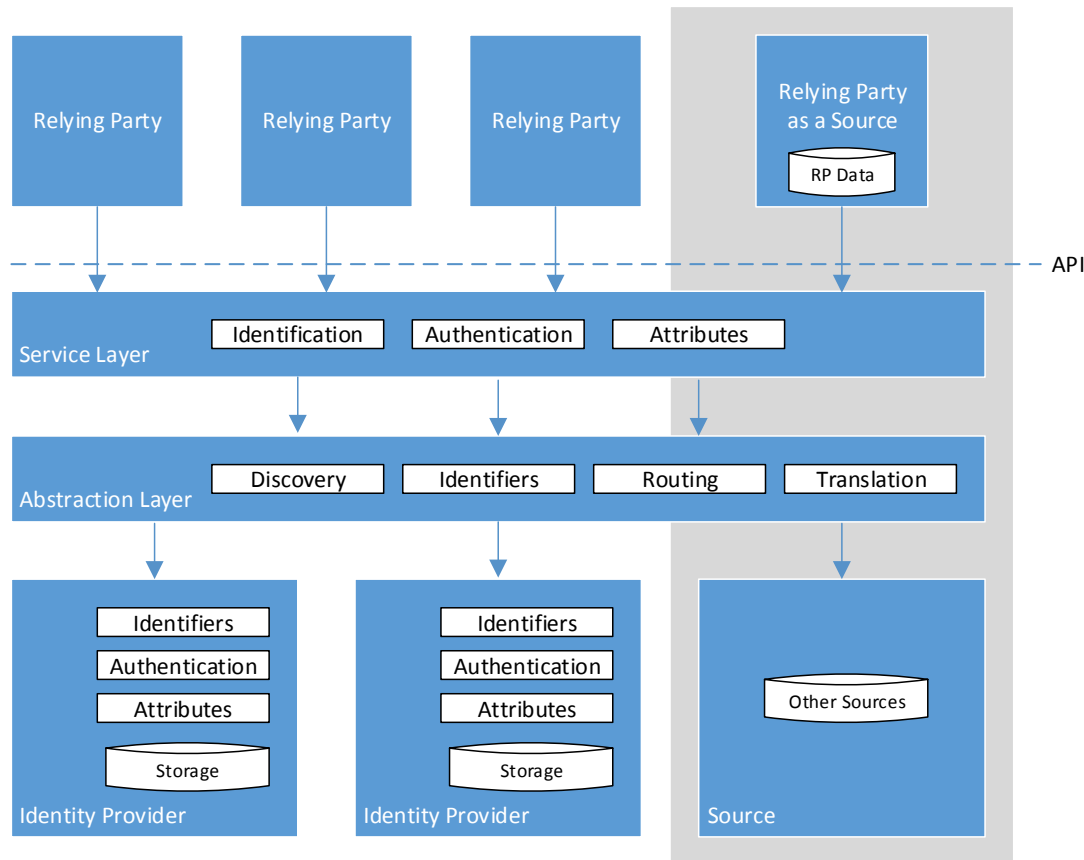 Relying Party
Relying Party
Relying Party
Relying Party
as a Source
RP Data
API
Identification
Authentication
Attributes
Service Layer
Discovery
Identifiers
Routing
Translation
Abstraction Layer
Identifiers
Authentication
Attributes
Storage
Identity Provider
Identifiers
Authentication
Attributes
Storage
Identity Provider
Other Sources
Source